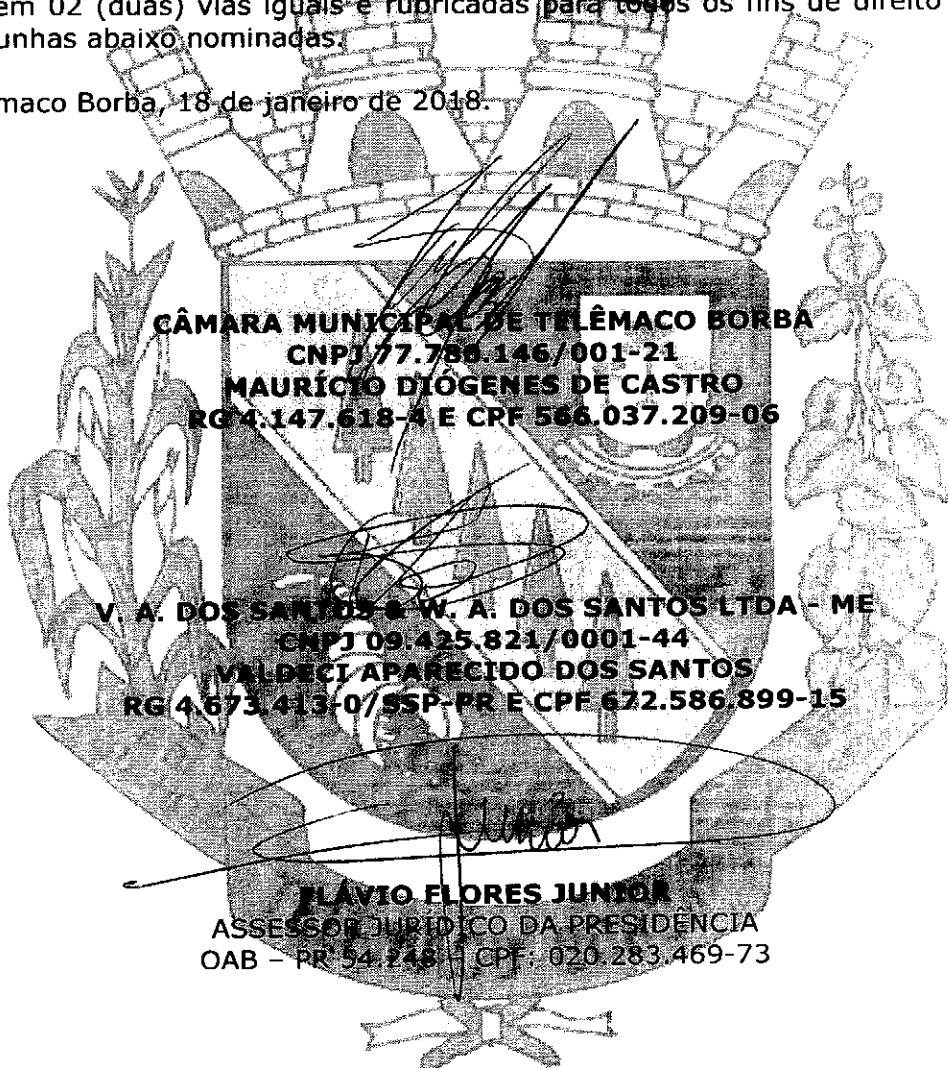 em 02 (duas) vias iguais e rubricadas para todos os fins de direito
unhas abaixo nominadas.
maco Borba, 18 de janeiro de 2018.
CÂMARA MUNICIPAL DE TELÊMACO BORBA
CNPJ 77.780.146/001-21
MAURÍCIO DIÓGENES DE CASTRO
RG 4.147.618-4 E CPF 566.037.209-06
V. A. DOS SANTOS & W. A. DOS SANTOS LTDA - ME
CNPJ 09.425.821/0001-44
VALDECI APARECIDO DOS SANTOS
RG 4.673.413-0/SSP-PR E CPF 672.586.899-15
FLÁVIO FLORES JUNIOR
ASSESSOR JURIDICO DA PRESIDÊNCIA
OAB – PR 54.248 – CPF: 020.283.469-73